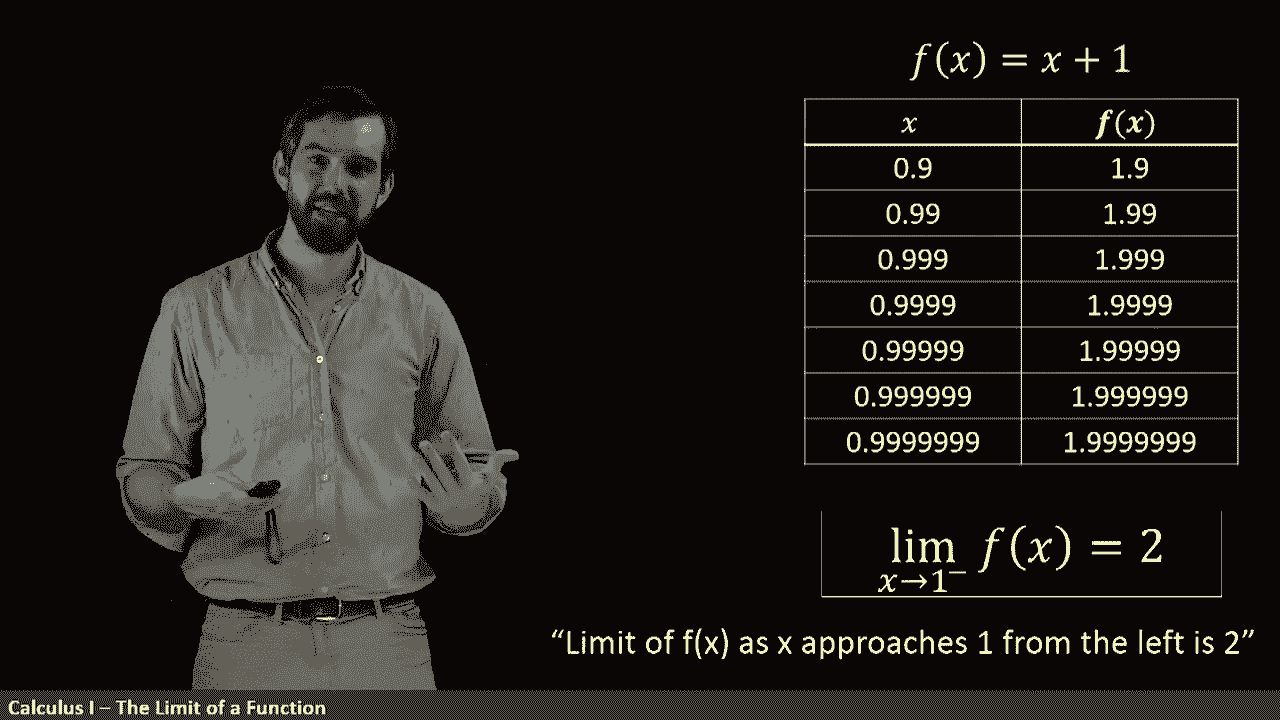 f(x) = x + 1
x f(x)
0.9 1.9
0.99 1.99
0.999 1.999
0.9999 1.9999
0.99999 1.99999
0.999999 1.999999
0.9999999 1.9999999
lim f(x) = 2
x→1⁻
“Limit of f(x) as x approaches 1 from the left is 2”
Calculus I – The Limit of a Function